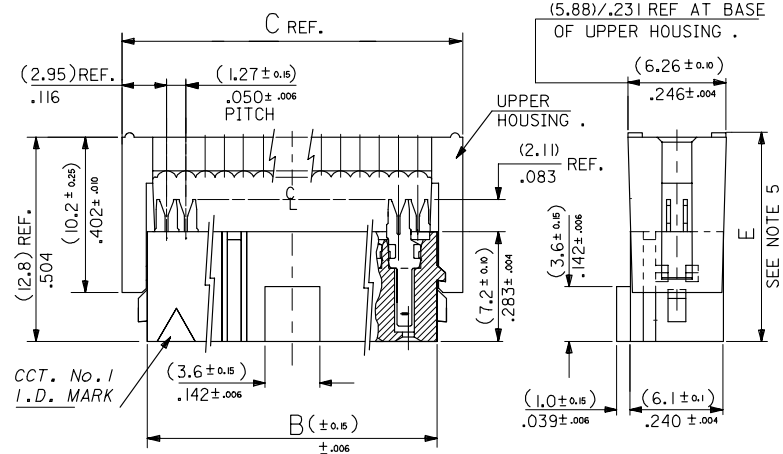 C REF.
(5.88)/.231 REF AT BASE
OF UPPER HOUSING .
(2.95) REF.
.116
(1.27± 0.15)
.050± .006
PITCH
(6.26 ± 0.10)
.246±.004
UPPER
HOUSING .
(2.11)
.083
REF.
(12.8) REF.
.504
(10.2± 0.25)
.402± .010
C
L
(7.2± 0.10)
.283± .004
(3.6± 0.15)
.142±.006
E
SEE NOTE 5
CCT. No.1
I.D. MARK
(3.6± 0.15)
.142± .006
(1.0± 0.15)
.039±.006
(6.1± 0.1)
.240 ±.004
B(± 0.15)
± .006